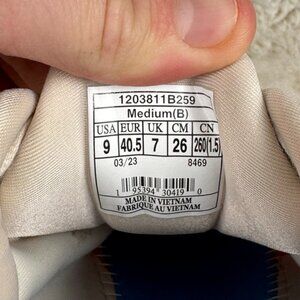 1203811B259
Medium(B)
USA EUR UK CM CN
9 40.5 7 26 260(1.5)
03/23 8469
1 95394 30419 0
MADE IN VIETNAM
FABRIQUE AU VIETNAM